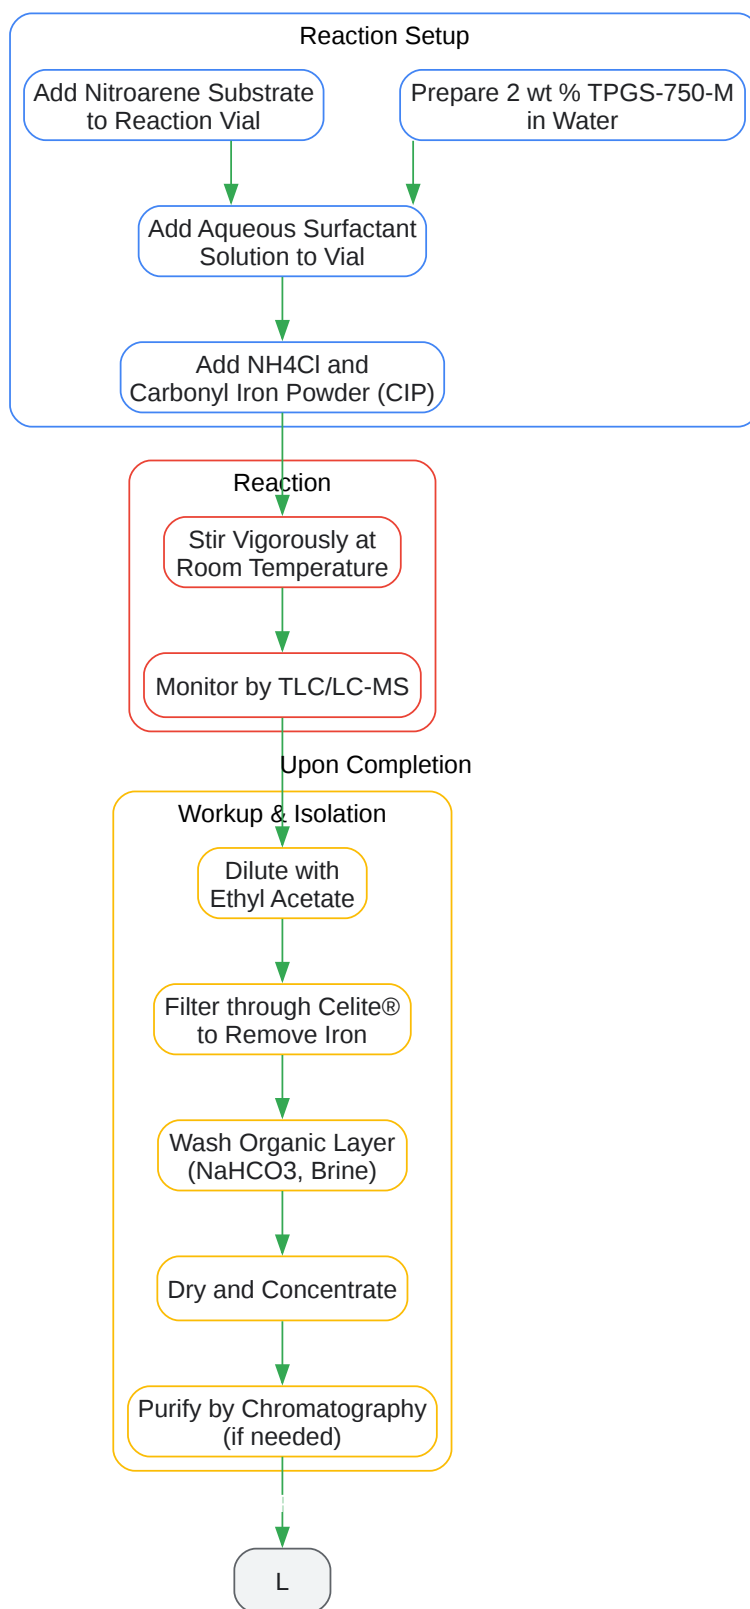 Reaction Setup
Add Nitroarene Substrate
to Reaction Vial
Prepare 2 wt % TPGS-750-M
in Water
Add Aqueous Surfactant
Solution to Vial
Add NH4Cl and
Carbonyl Iron Powder (CIP)
Reaction
Stir Vigorously at
Room Temperature
Monitor by TLC/LC-MS
Upon Completion
Workup & Isolation
Dilute with
Ethyl Acetate
Filter through Celite®
to Remove Iron
Wash Organic Layer
(NaHCO3, Brine)
Dry and Concentrate
Purify by Chromatography
(if needed)
L